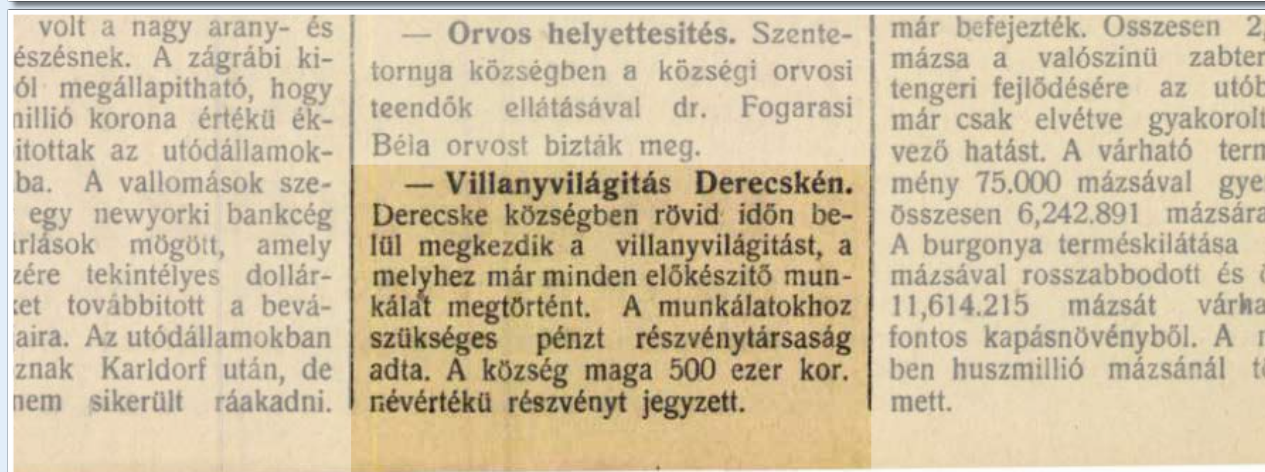 volt a nagy arany- és
észésnek. A zágrábi ki-
ól megállapitható, hogy
nillió korona értékü ék-
itottak az utódállamok-
ba. A vallomások sze-
egy newyorki bankcég
irlások mögött, amely
zére tekintélyes dollár-
ket továbbitott a bevá-
aira. Az utódállamokban
znak Karldorf után, de
nem sikerült ráakadni.
— Orvos helyettesités. Szente-
tornya községben a községi orvosi
teendők ellátásával dr. Fogarasi
Béla orvost bizták meg.
— Villanyvilágitás Derecskén.
Derecske községben rövid időn be-
lül megkezdik a villanyvilágitást, a
melyhez már minden előkészitő mun-
kálat megtörtént. A munkálatokhoz
szükséges pénzt részvénytársaság
adta. A község maga 500 ezer kor.
névértékü részvényt jegyzett.
már befejezték. Összesen 2,
mázsa a valószinü zabter
tengeri fejlődésére az utób
már csak elvétve gyakorolt
vező hatást. A várható term
mény 75.000 mázsával gye
összesen 6,242.891 mázsára
A burgonya terméskilátása
mázsával rosszabbodott és
11,614.215 mázsát várha
fontos kapásnövényből. A
ben huszmillió mázsánál tö
mett.